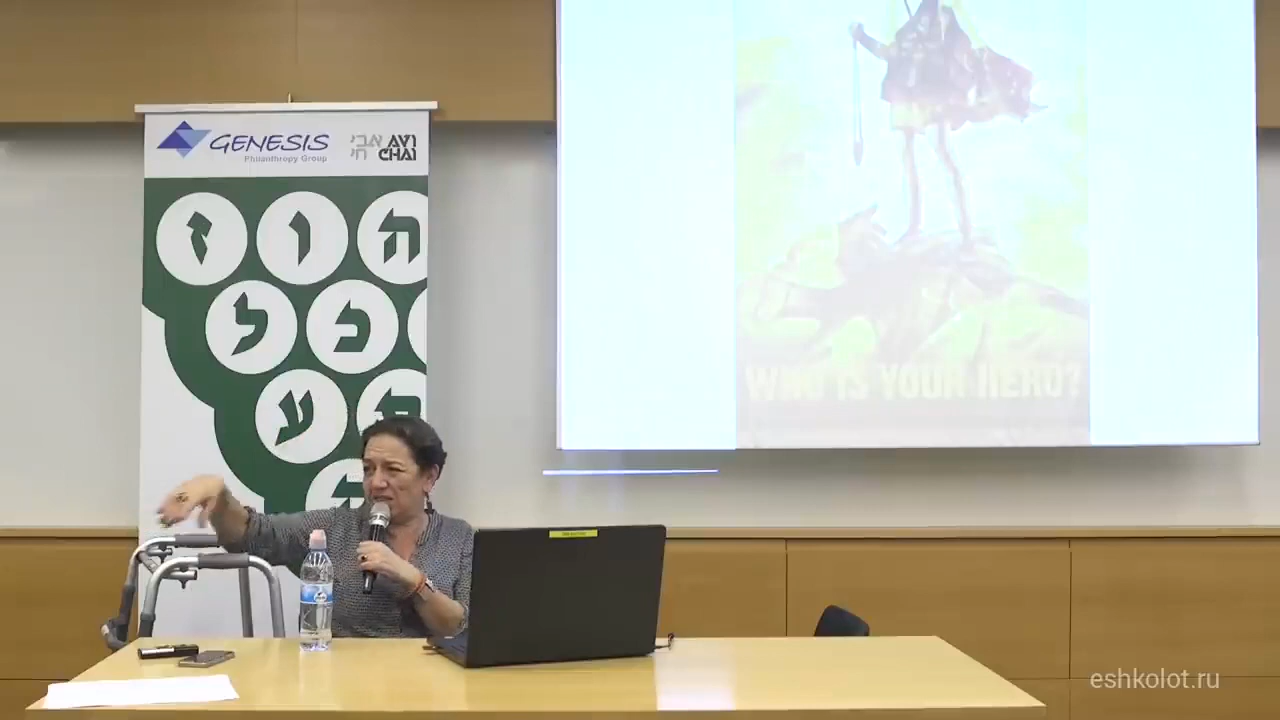 GENESIS
Philanthropy Group
אבי
חי
AVI
CHAI
ה ו ז
כ ל
ע
WHO IS YOUR HERO?
eshkolot.ru